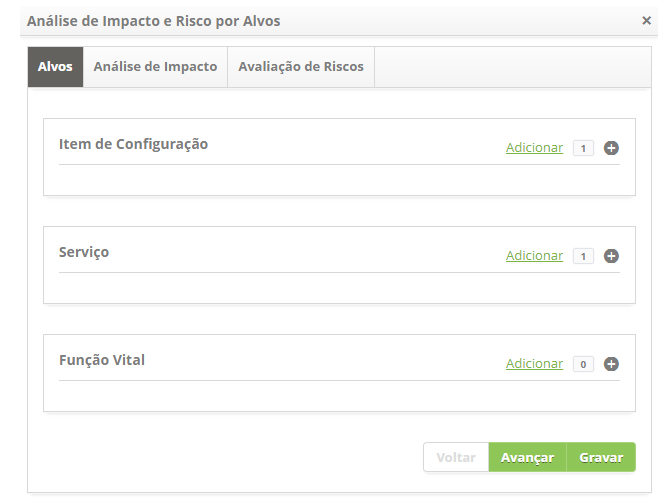 Análise de Impacto e Risco por Alvos ×
Alvos Análise de Impacto Avaliação de Riscos
Item de Configuração Adicionar 1
Serviço Adicionar 1
Função Vital Adicionar 0
Voltar Avançar Gravar